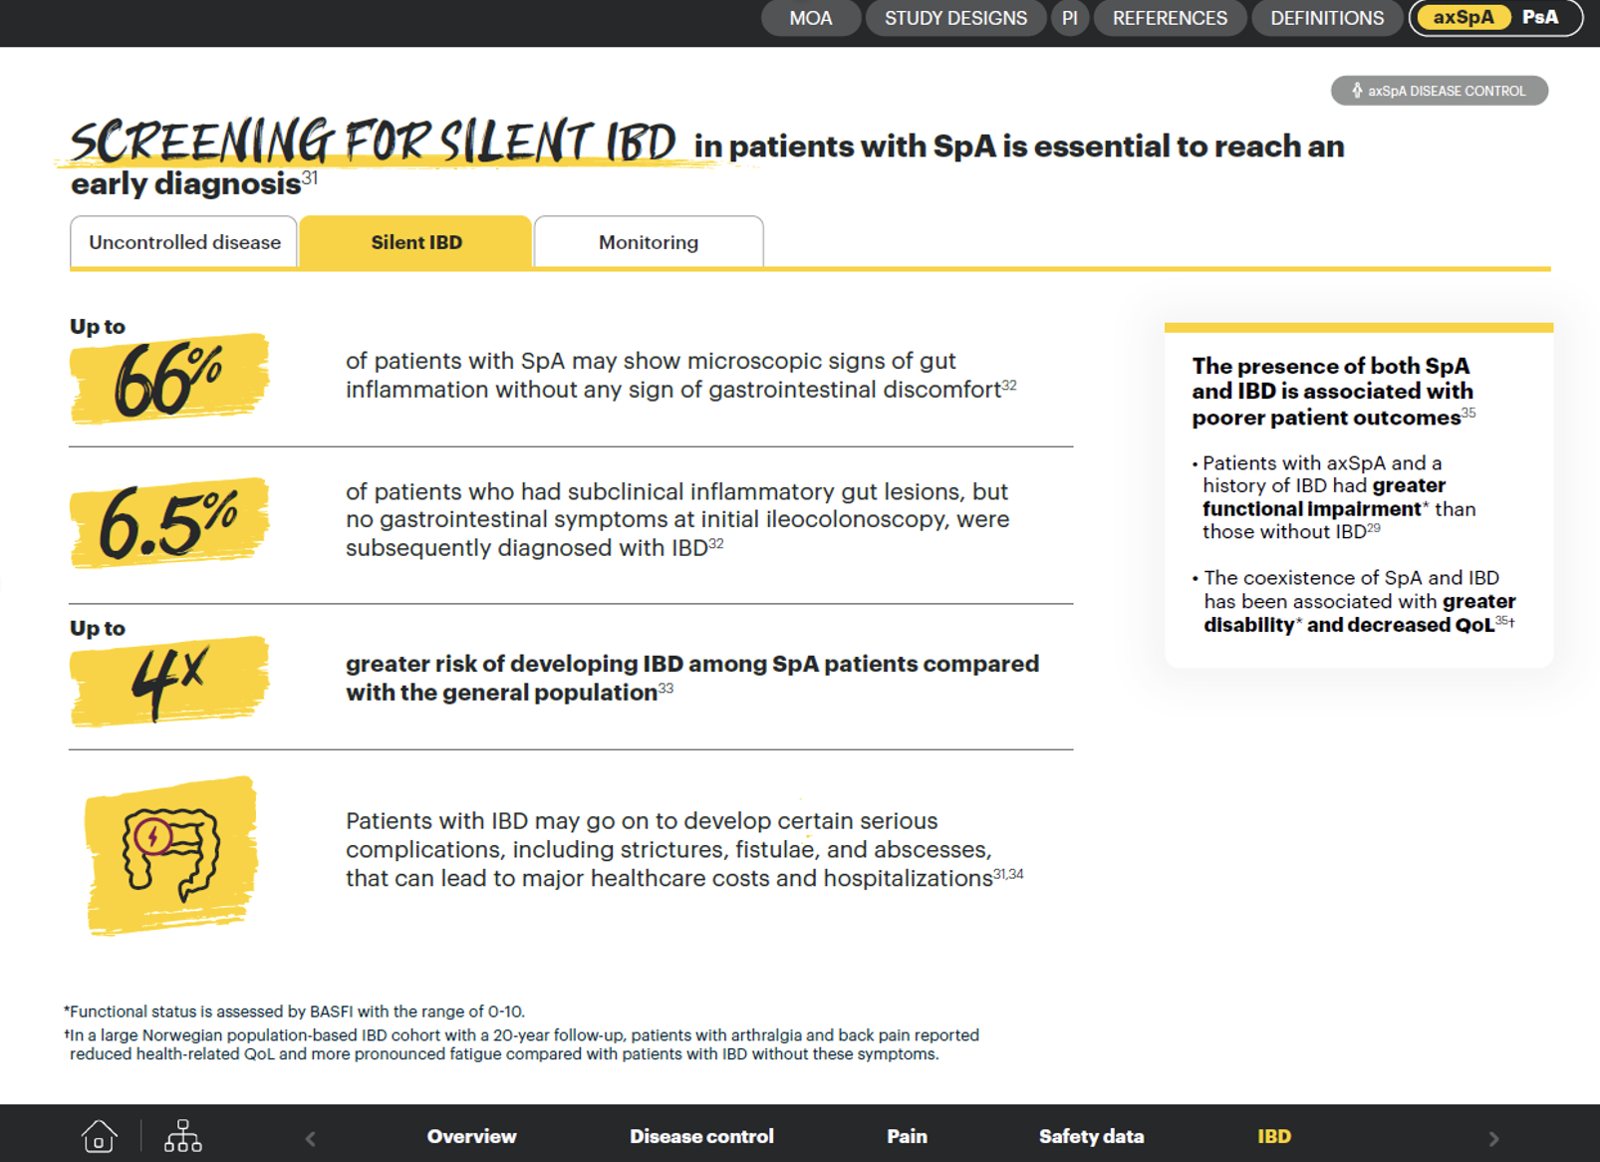 MOA STUDY DESIGNS PI REFERENCES DEFINITIONS axSpA PsA
axSpA DISEASE CONTROL
SCREENING FOR SILENT IBD in patients with SpA is essential to reach an
early diagnosis31
Uncontrolled disease Silent IBD Monitoring
Up to
66%
of patients with SpA may show microscopic signs of gut
inflammation without any sign of gastrointestinal discomfort32
6.5%
of patients who had subclinical inflammatory gut lesions, but
no gastrointestinal symptoms at initial ileocolonoscopy, were
subsequently diagnosed with IBD32
Up to
4x
greater risk of developing IBD among SpA patients compared
with the general population33
Patients with IBD may go on to develop certain serious
complications, including strictures, fistulae, and abscesses,
that can lead to major healthcare costs and hospitalizations31,34
The presence of both SpA
and IBD is associated with
poorer patient outcomes35
• Patients with axSpA and a
history of IBD had greater
functional impairment* than
those without IBD29
• The coexistence of SpA and IBD
has been associated with greater
disability* and decreased QoL35†
*Functional status is assessed by BASFI with the range of 0-10.
†In a large Norwegian population-based IBD cohort with a 20-year follow-up, patients with arthralgia and back pain reported
reduced health-related QoL and more pronounced fatigue compared with patients with IBD without these symptoms.
Overview Disease control Pain Safety data IBD